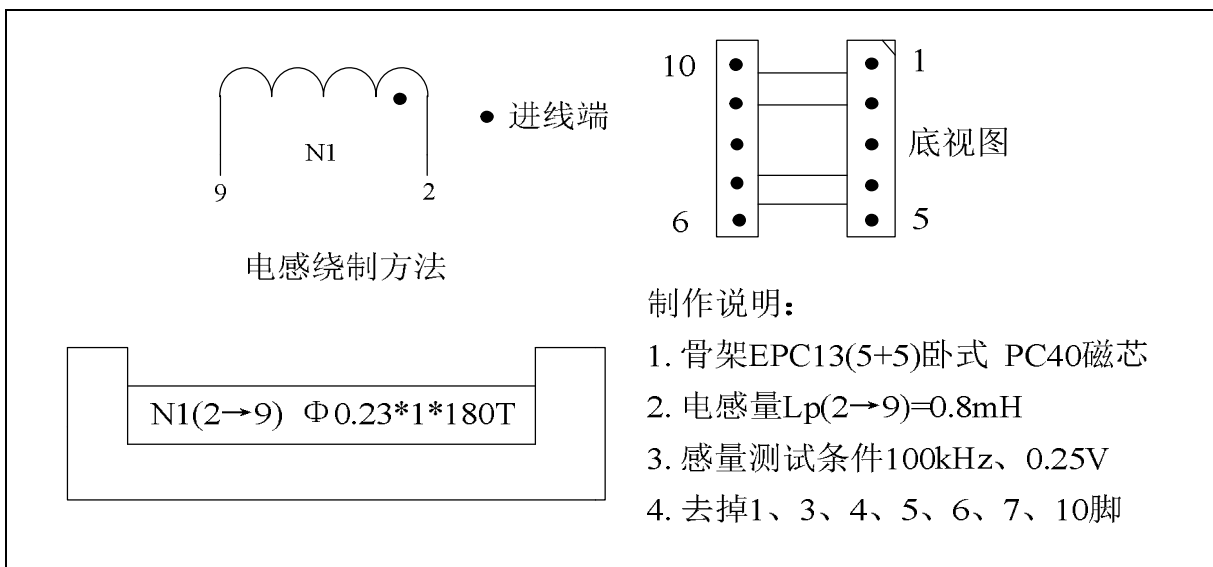 N1
9
2
● 进线端
电感绕制方法
10
1
底视图
6
5
N1(2→9) Φ0.23*1*180T
制作说明：
1. 骨架EPC13(5+5)卧式 PC40磁芯
2. 电感量Lp(2→9)=0.8mH
3. 感量测试条件100kHz、0.25V
4. 去掉1、3、4、5、6、7、10脚